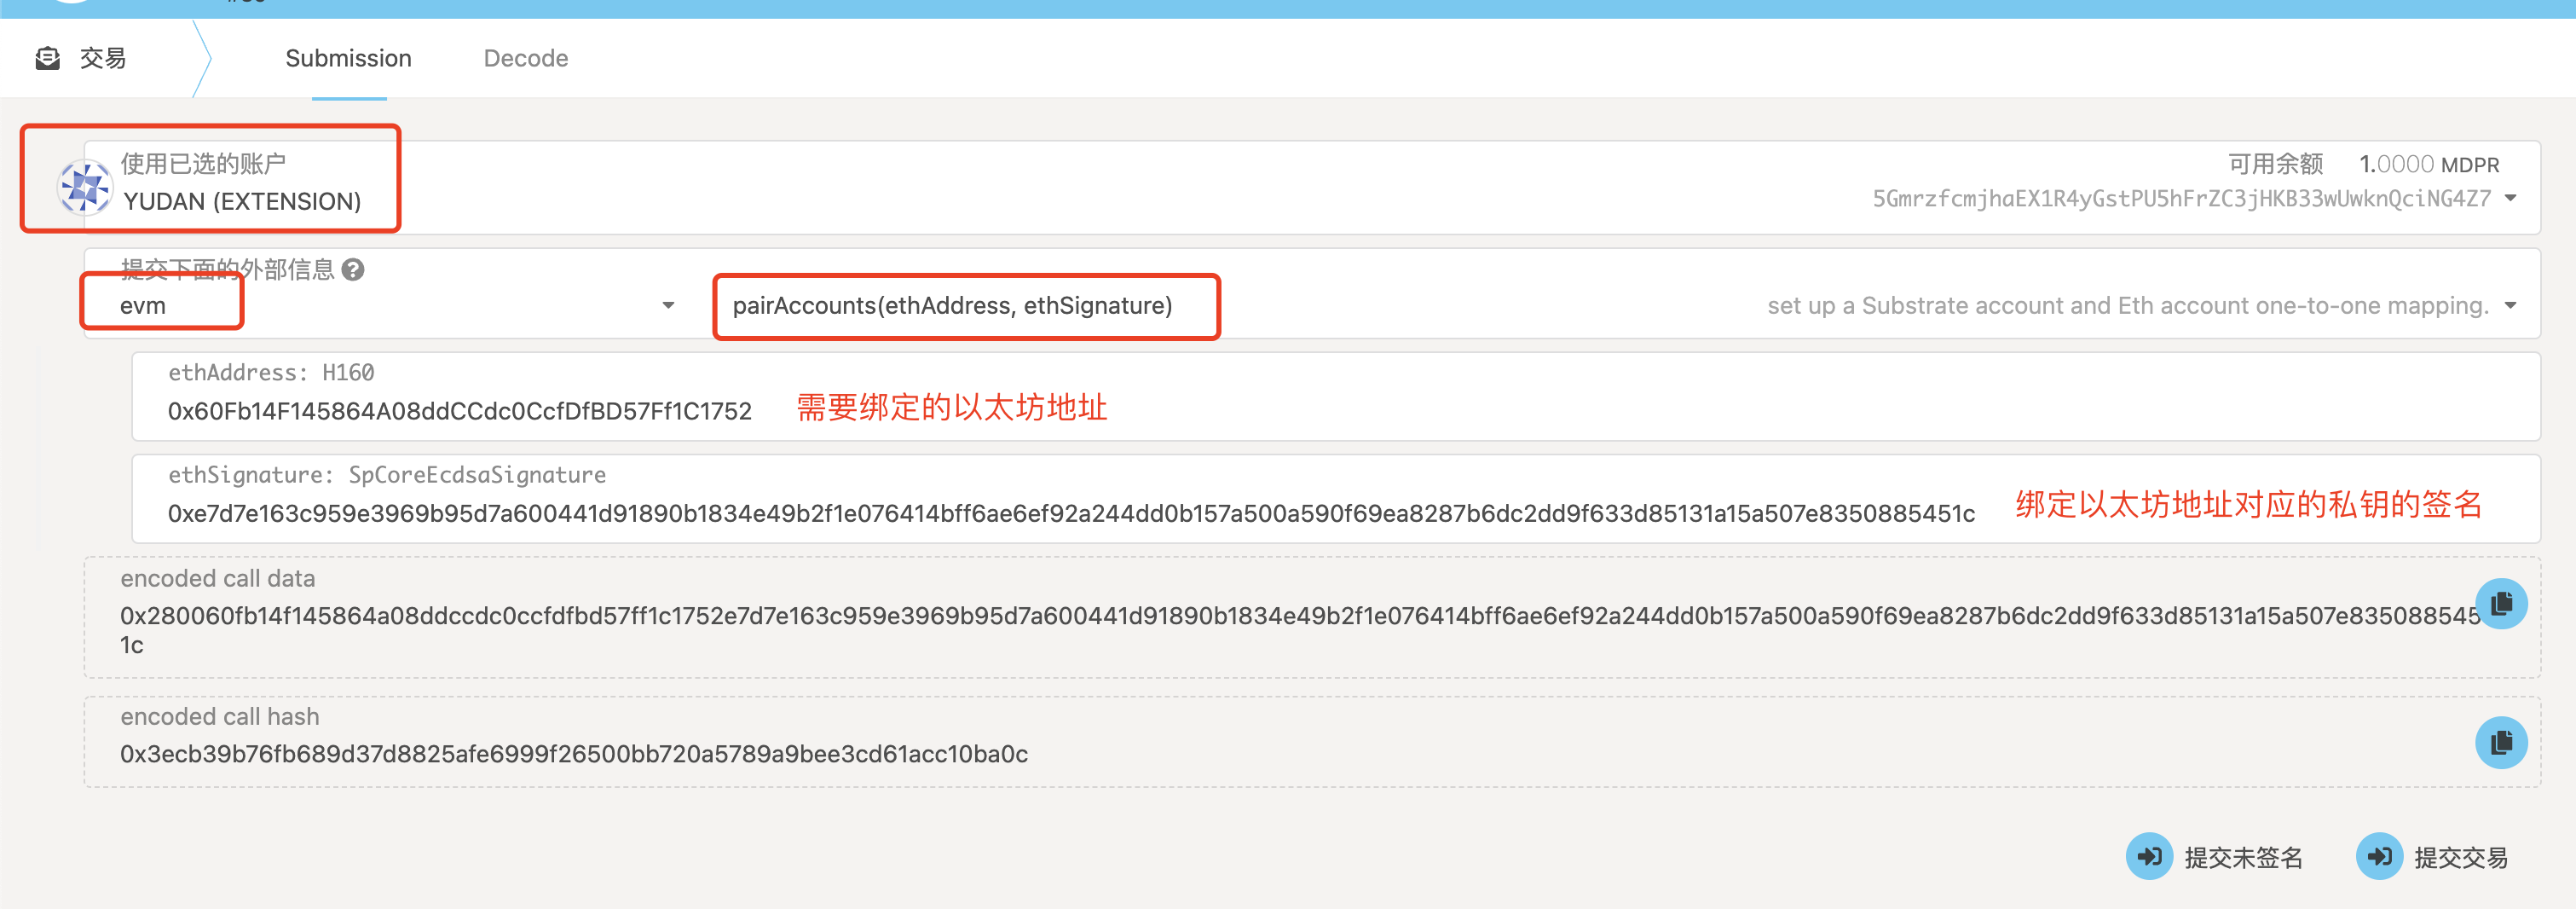 交易
Submission
Decode
使用已选的账户
YUDAN (EXTENSION)
可用余额 1.0000 MDPR
5GmrzfcmjhaEX1R4yGstPU5hFrZC3jHKB33wUwknQciNG4Z7
提交下面的外部信息
evm
pairAccounts(ethAddress, ethSignature)
set up a Substrate account and Eth account one-to-one mapping.
ethAddress: H160
0x60Fb14F145864A08ddCCdc0CcfDfBD57Ff1C1752
需要绑定的以太坊地址
ethSignature: SpCoreEcdsaSignature
0xe7d7e163c959e3969b95d7a600441d91890b1834e49b2f1e076414bff6ae6ef92a244dd0b157a500a590f69ea8287b6dc2dd9f633d85131a15a507e8350885451c
绑定以太坊地址对应的私钥的签名
encoded call data
0x280060fb14f145864a08ddccdc0ccfdfbd57ff1c1752e7d7e163c959e3969b95d7a600441d91890b1834e49b2f1e076414bff6ae6ef92a244dd0b157a500a590f69ea8287b6dc2dd9f633d85131a15a507e835088545
1c
encoded call hash
0x3ecb39b76fb689d37d8825afe6999f26500bb720a5789a9bee3cd61acc10ba0c
提交未签名
提交交易